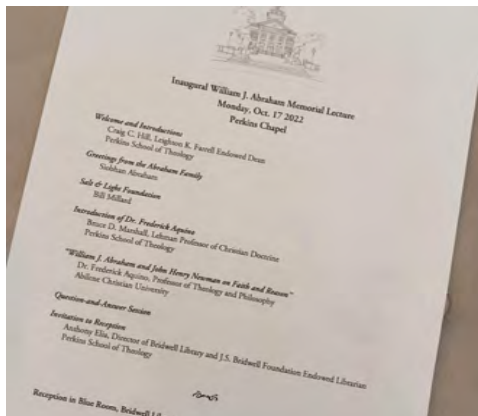 Inaugural William J. Abraham Memorial Lecture
Monday, Oct. 17 2022
Perkins Chapel
Welcome and Introductions
Craig C. Hill, Leighton K. Farrell Endowed Dean
Perkins School of Theology
Greetings from the Abraham Family
Siobhan Abraham
Salt & Light Foundation
Bill Millard
Introduction of Dr. Frederick Aquino
Bruce D. Marshall, Lehman Professor of Christian Doctrine
Perkins School of Theology
"William J. Abraham and John Henry Newman on Faith and Reason"
Dr. Frederick Aquino, Professor of Theology and Philosophy
Abilene Christian University
Question-and-Answer Session
Invitation to Reception
Anthony Elia, Director of Bridwell Library and J.S. Bridwell Foundation Endowed Librarian
Perkins School of Theology
Reception in Blue Room, Bridwell